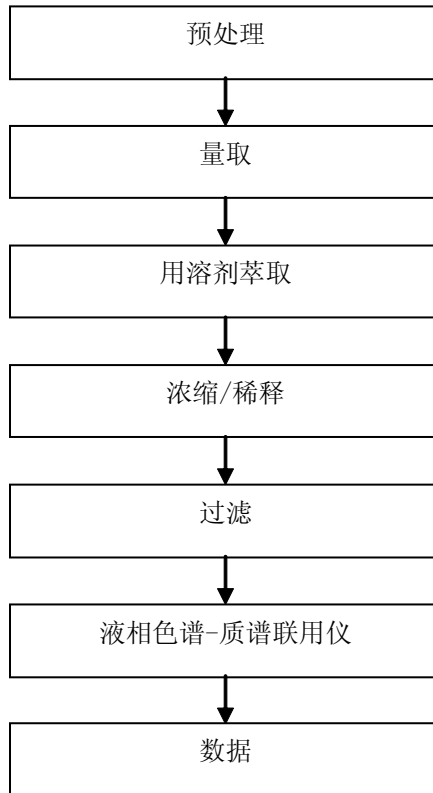 预处理
量取
用溶剂萃取
浓缩/稀释
过滤
液相色谱-质谱联用仪
数据